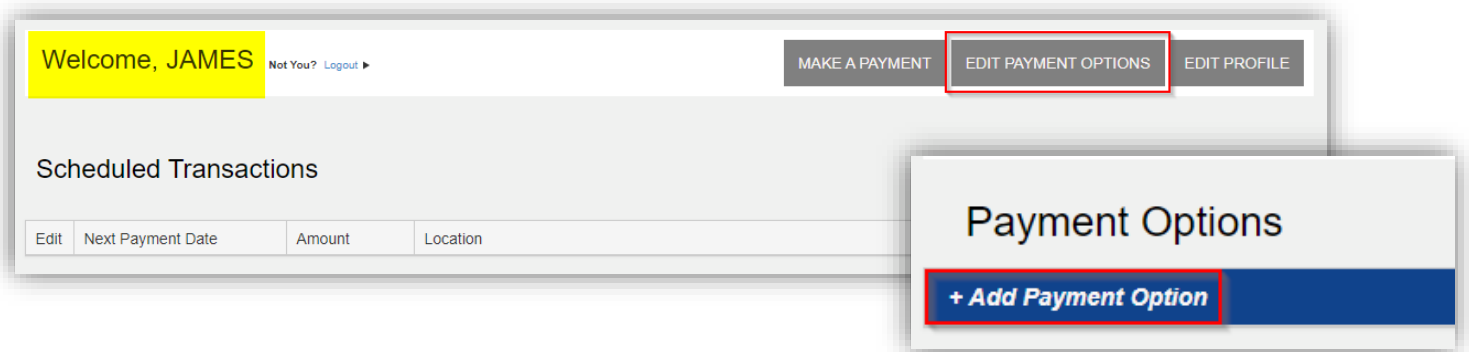 Welcome, JAMES Not You? Logout ▶
MAKE A PAYMENT EDIT PAYMENT OPTIONS EDIT PROFILE
Scheduled Transactions
Edit Next Payment Date Amount Location
Payment Options
+ Add Payment Option